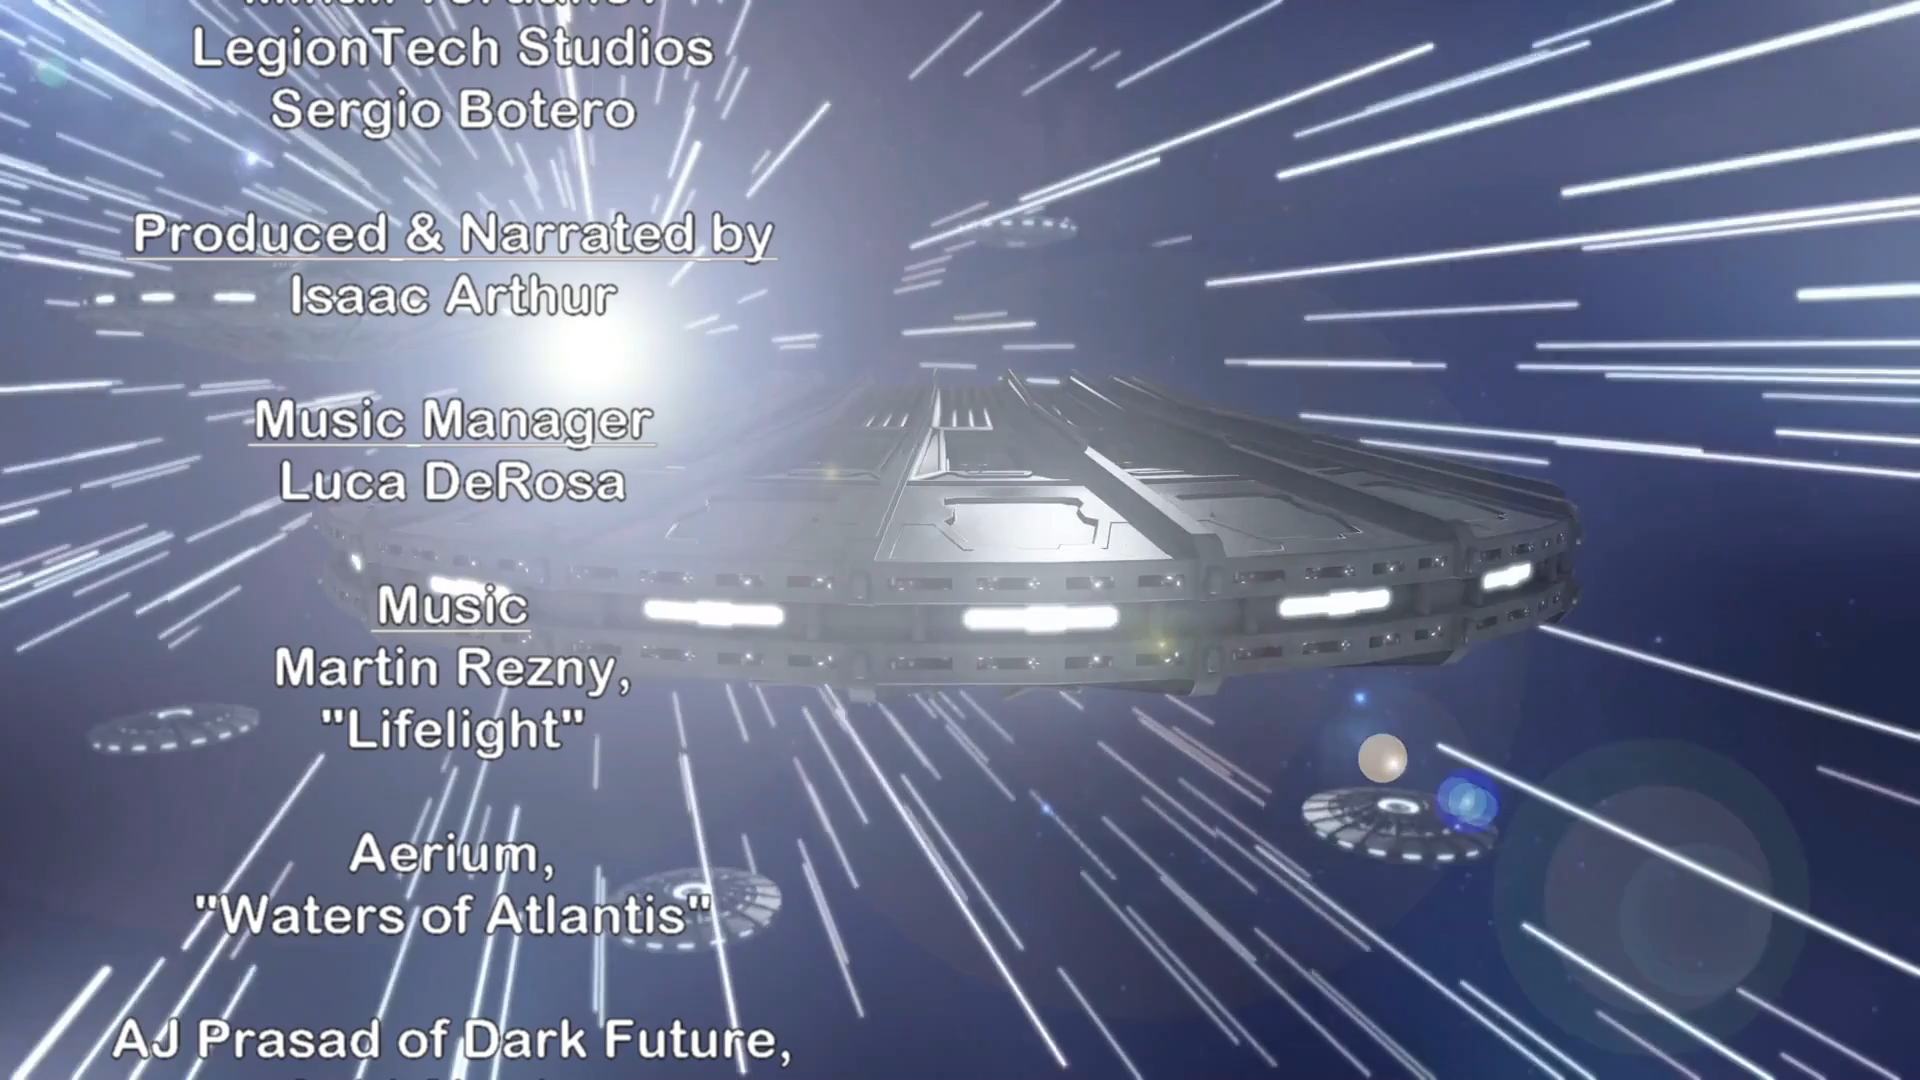 LegionTech Studios
Sergio Botero
Produced & Narrated by
Isaac Arthur
Music Manager
Luca DeRosa
Music
Martin Rezny,
"Lifelight"
Aerium,
"Waters of Atlantis"
AJ Prasad of Dark Future,